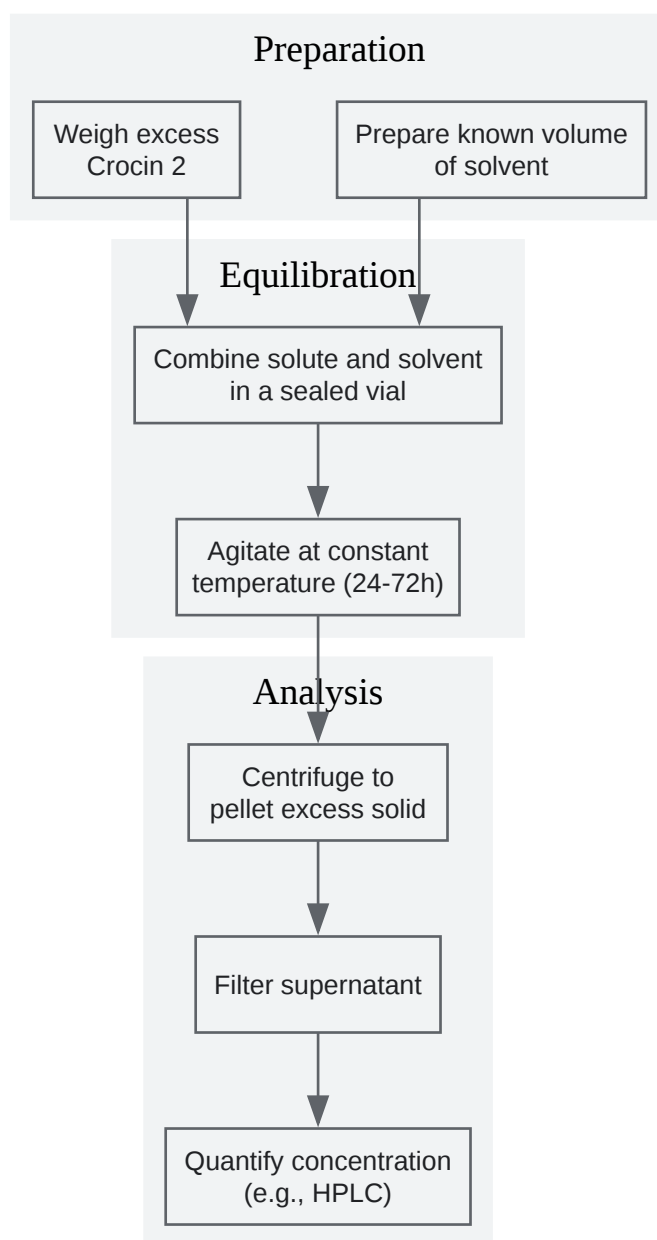 Preparation
Weigh excess
Crocin 2
Prepare known volume
of solvent
Equilibration
Combine solute and solvent
in a sealed vial
Agitate at constant
temperature (24-72h)
Analysis
Centrifuge to
pellet excess solid
Filter supernatant
Quantify concentration
(e.g., HPLC)